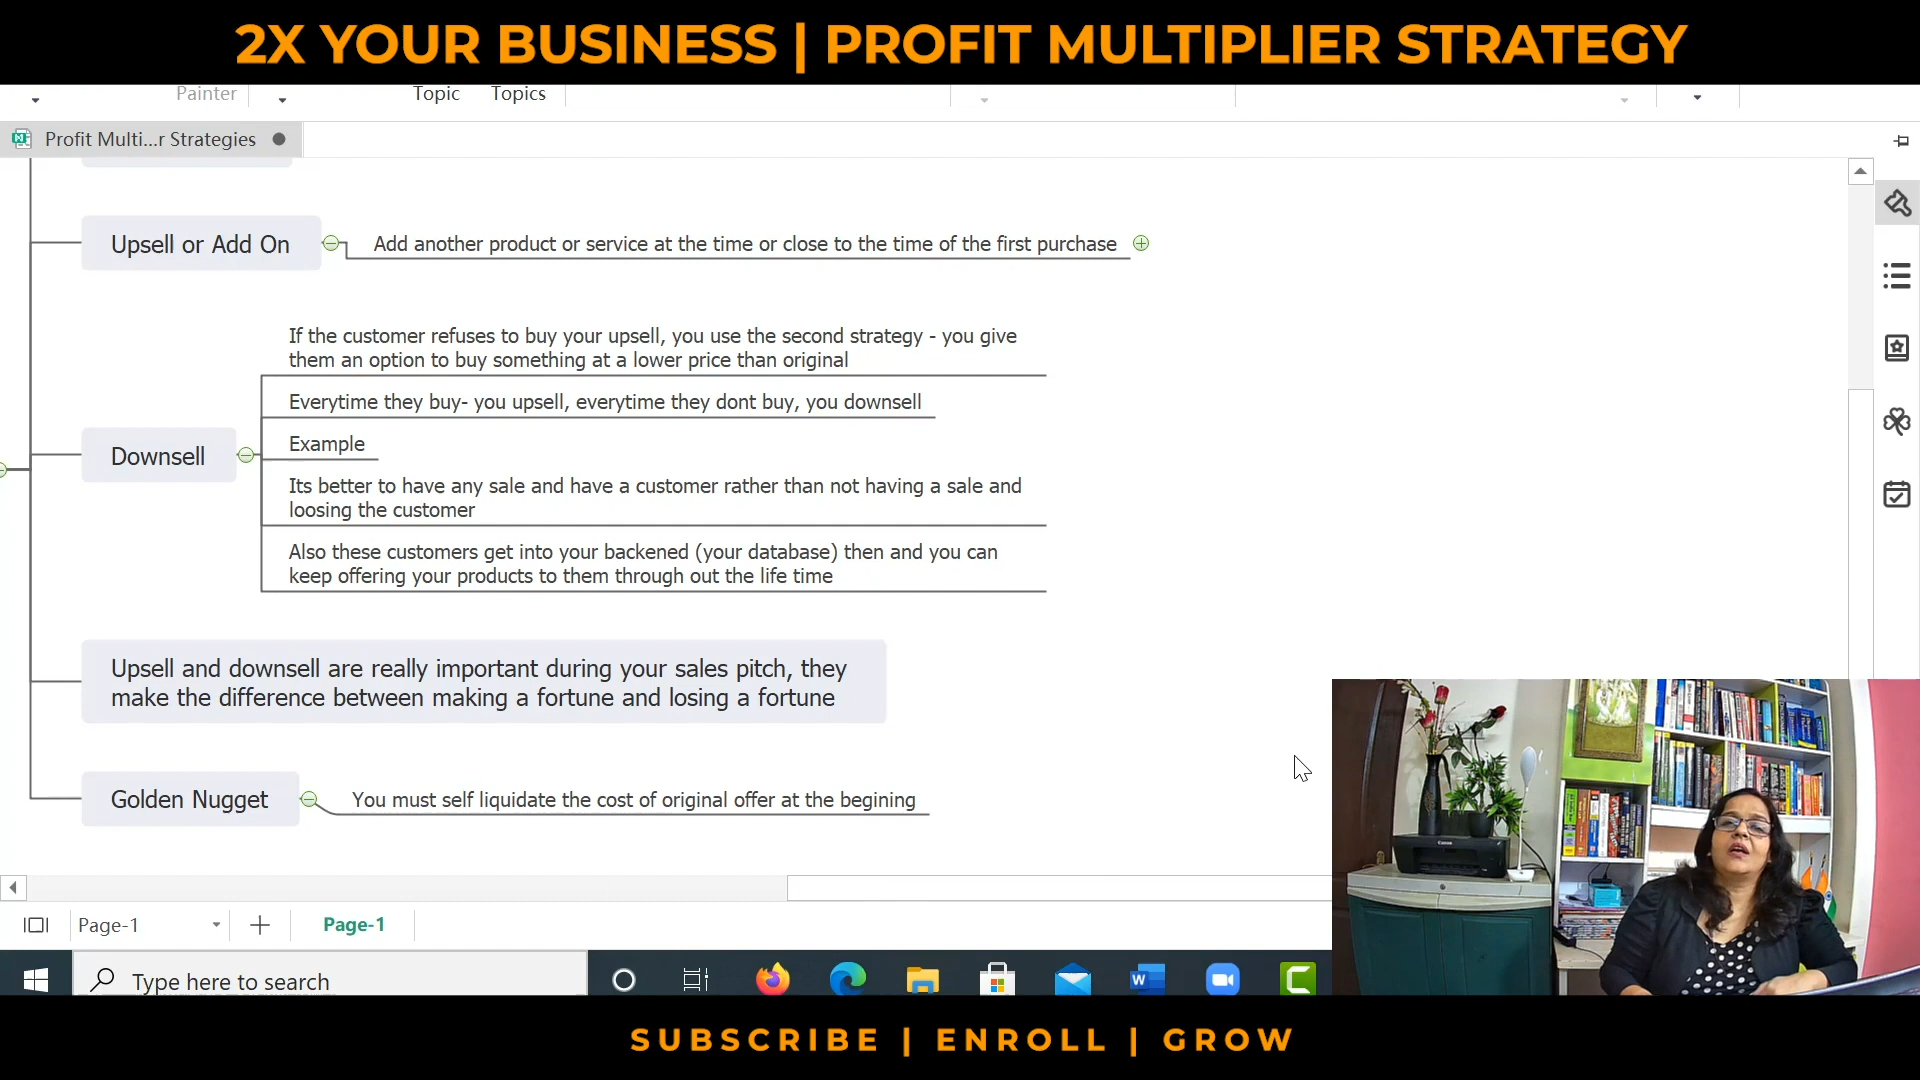 2X YOUR BUSINESS | PROFIT MULTIPLIER STRATEGY
Painter
Topic
Topics
Profit Multi...r Strategies
Upsell or Add On
Add another product or service at the time or close to the time of the first purchase
If the customer refuses to buy your upsell, you use the second strategy - you give
them an option to buy something at a lower price than original
Everytime they buy- you upsell, everytime they dont buy, you downsell
Example
Downsell
Its better to have any sale and have a customer rather than not having a sale and
loosing the customer
Also these customers get into your backened (your database) then and you can
keep offering your products to them through out the life time
Upsell and downsell are really important during your sales pitch, they
make the difference between making a fortune and losing a fortune
Golden Nugget
You must self liquidate the cost of original offer at the begining
Page-1
Page-1
Type here to search
Canon
SUBSCRIBE | ENROLL | GROW